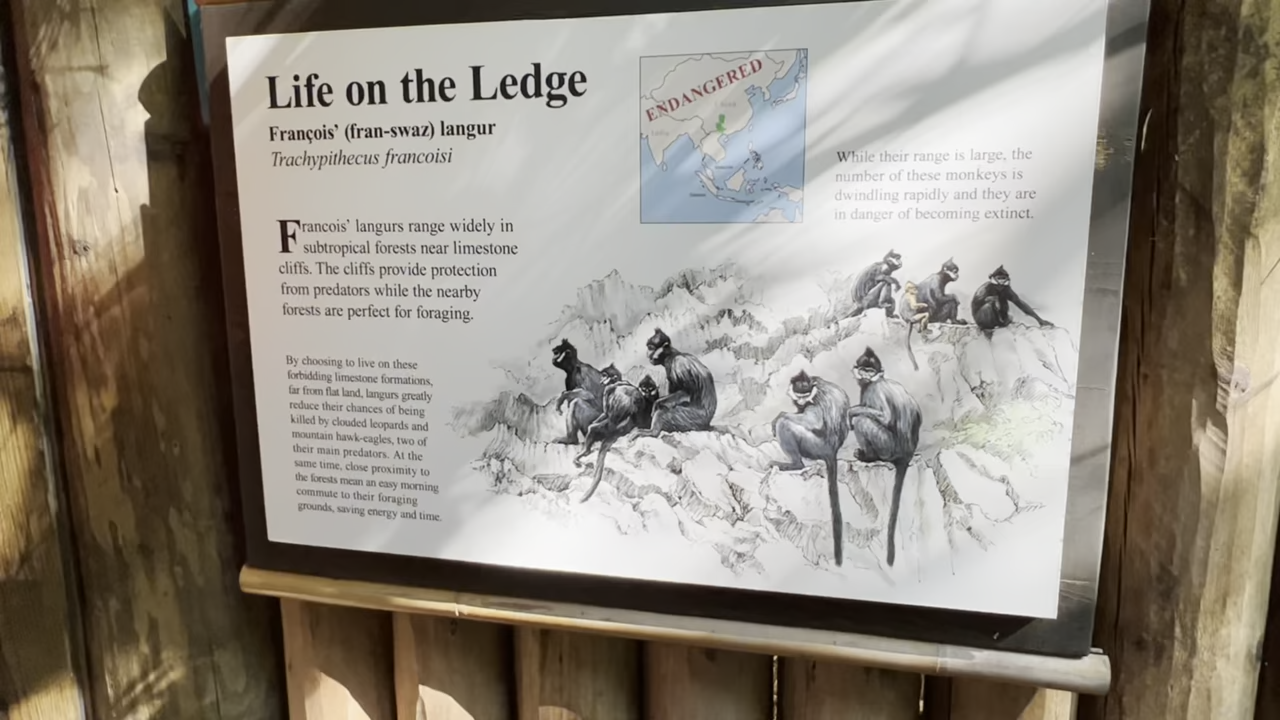 Life on the Ledge
François' (fran-swaz) langur
Trachypithecus francoisi
Francois' langurs range widely in
subtropical forests near limestone
cliffs. The cliffs provide protection
from predators while the nearby
forests are perfect for foraging.
By choosing to live on these
forbidding limestone formations,
far from flat land, langurs greatly
reduce their chances of being
killed by clouded leopards and
mountain hawk-eagles, two of
their main predators. At the
same time, close proximity to
the forests mean an easy morning
commute to their foraging
grounds, saving energy and time.
ENDANGERED
While their range is large, the
number of these monkeys is
dwindling rapidly and they are
in danger of becoming extinct.